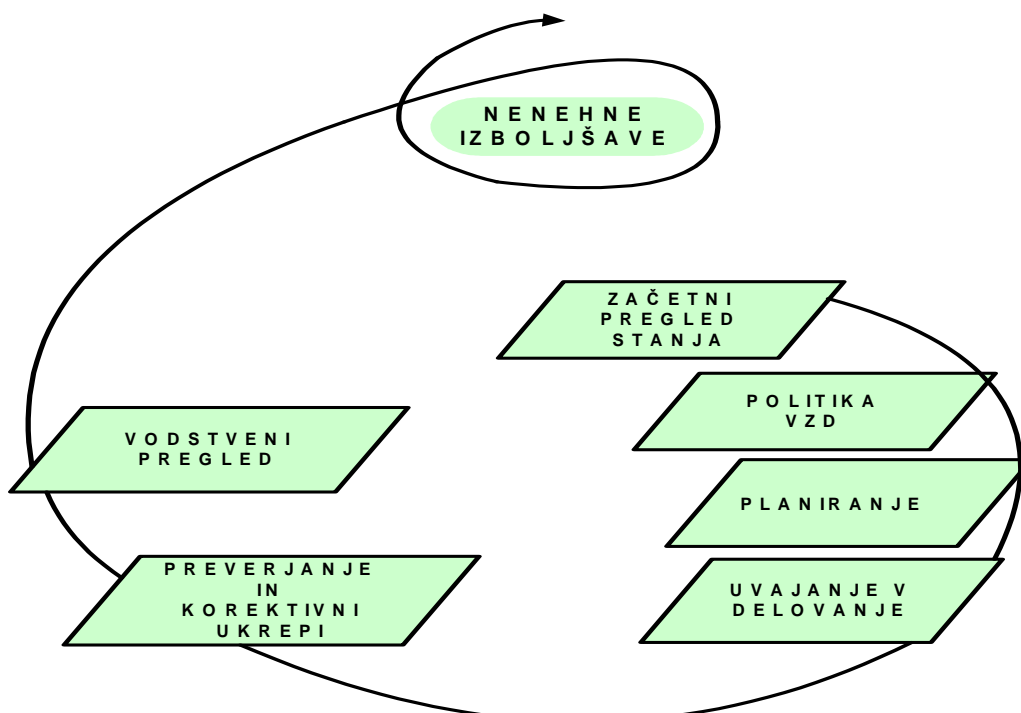 NENEHNE
IZBOLJŠAVE
ZAČETNI
PREGLED
STANJA
POLITIKA
VZD
PLANIRANJE
UVAJANJE V
DELOVANJE
PREVERJANJE
IN
KOREKTIVNI
UKREPI
VODSTVENI
PREGLED